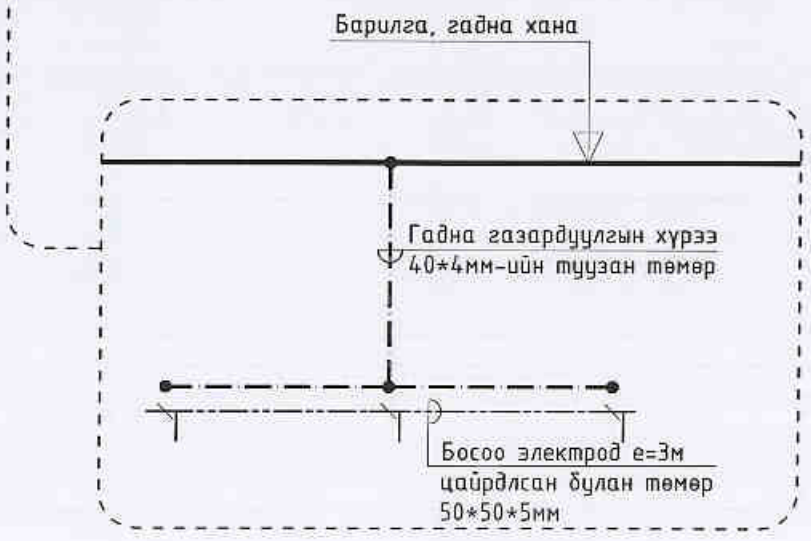 Барилга, гадна хана
Гадна газардуулгын хүрээ
40*4мм-ийн туузан төмөр
Босоо электрод e=3м
цайрдлсан булан төмөр
50*50*5мм